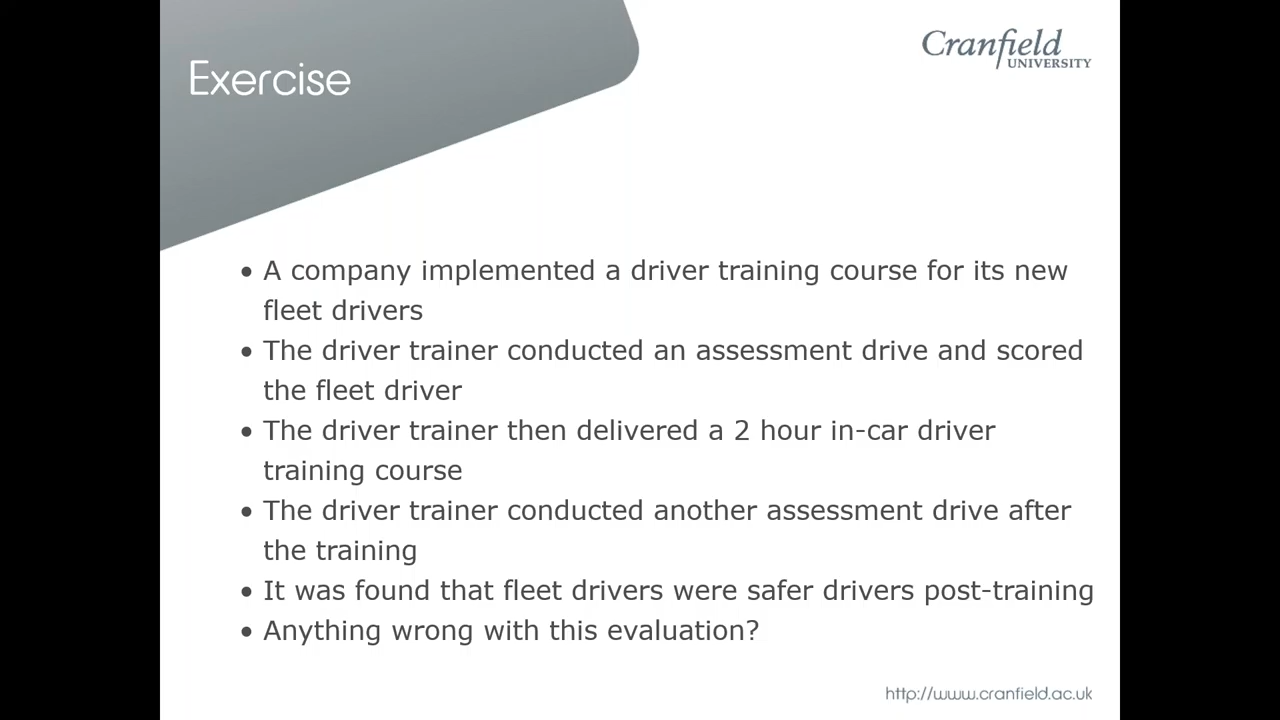 Cranfield
UNIVERSITY
Exercise
• A company implemented a driver training course for its new
fleet drivers
• The driver trainer conducted an assessment drive and scored
the fleet driver
• The driver trainer then delivered a 2 hour in-car driver
training course
• The driver trainer conducted another assessment drive after
the training
• It was found that fleet drivers were safer drivers post-training
• Anything wrong with this evaluation?
http://www.cranfield.ac.uk